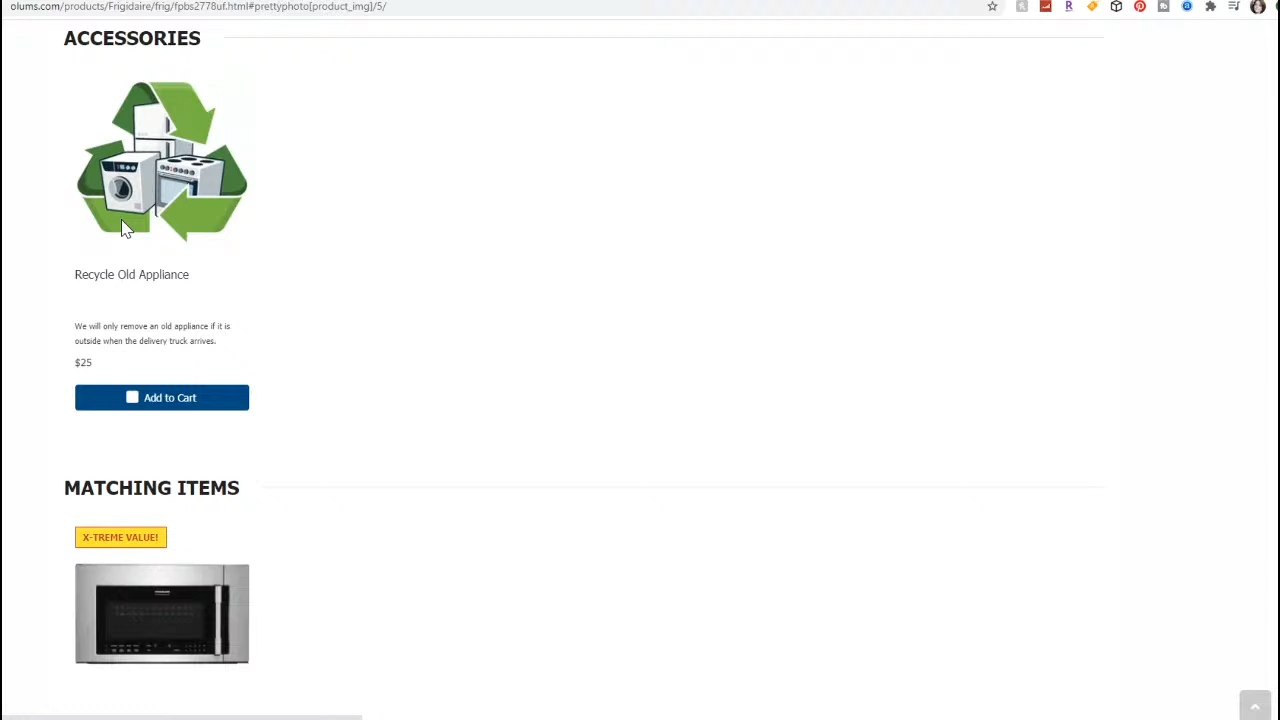 olums.com/products/Frigidaire/frig/fpbs2778uf.html#prettyphoto[product_img]/5/
ACCESSORIES
Recycle Old Appliance
We will only remove an old appliance if it is
outside when the delivery truck arrives.
$25
Add to Cart
MATCHING ITEMS
X-TREME VALUE!